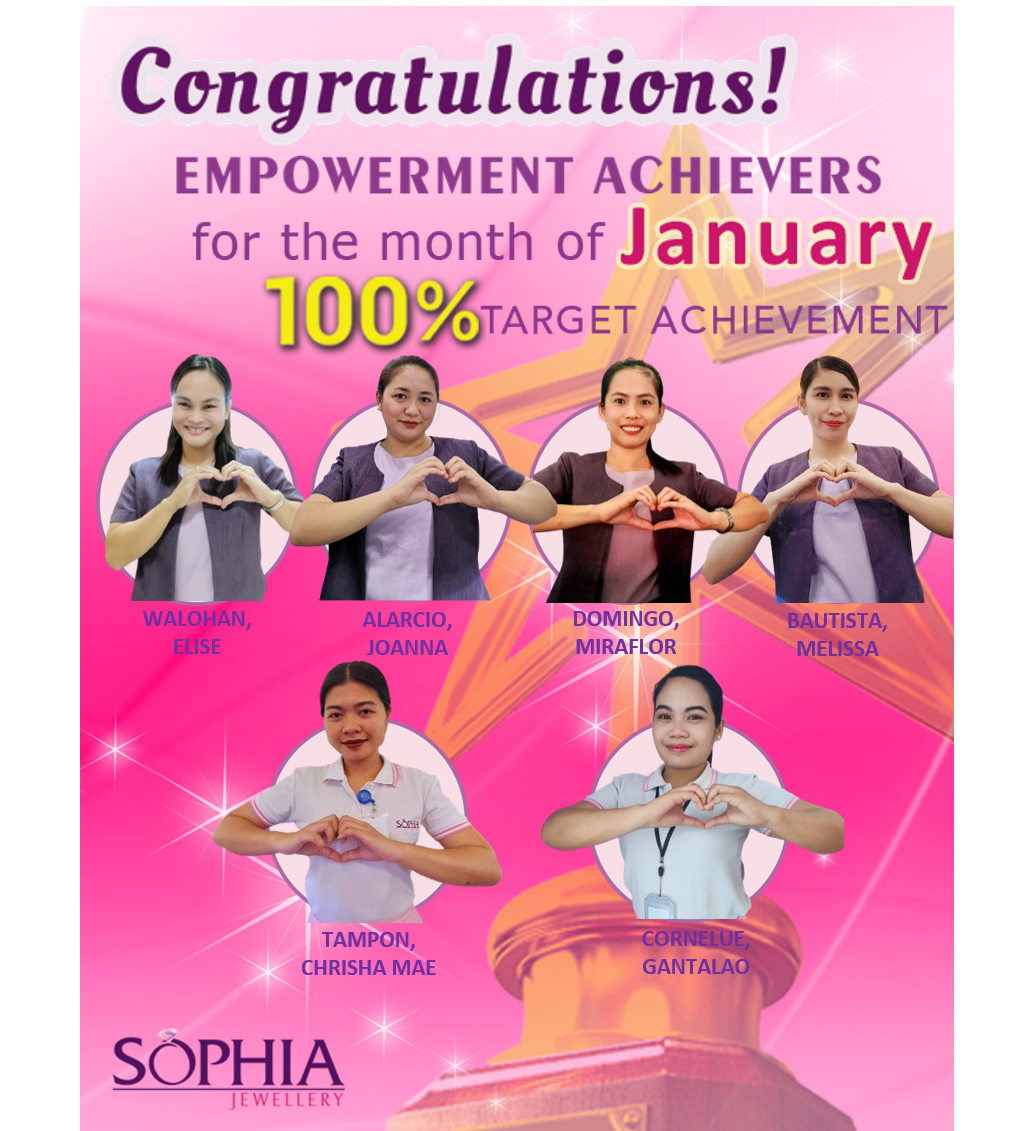 Congratulations!
EMPOWERMENT ACHIEVERS
for the month of January
100% TARGET ACHIEVEMENT
WALOHAN,
ELISE
ALARCIO,
JOANNA
DOMINGO,
MIRAFLOR
BAUTISTA,
MELISSA
SOPHIA
TAMPON,
CHRISHA MAE
CORNELUE,
GANTALAO
SOPHIA
JEWELLERY